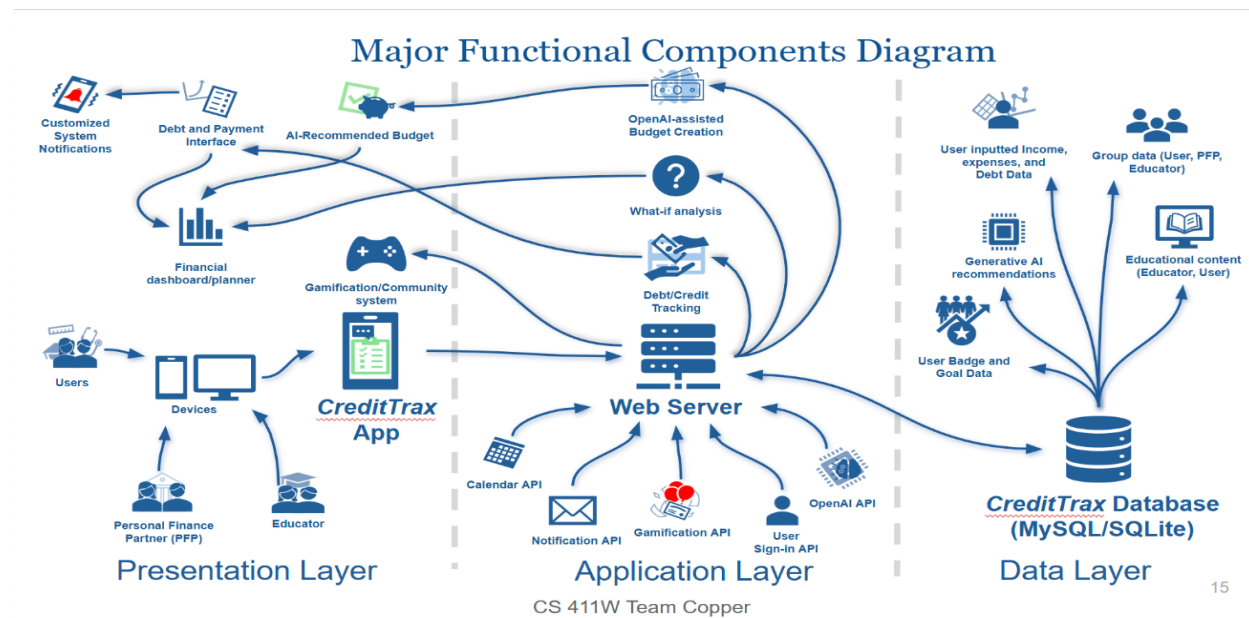 Major Functional Components Diagram
Customized
System
Notifications
Debt and Payment
Interface
AI-Recommended Budget
Financial
dashboard/planner
Gamification/Community
system
Users
Devices
CreditTrax
App
Personal Finance
Partner (PFP)
Educator
Presentation Layer
OpenAI-assisted
Budget Creation
?
What-if analysis
Debt/Credit
Tracking
Web Server
Calendar API
Notification API
Gamification API
User
Sign-in API
OpenAI API
Application Layer
User inputted Income,
expenses, and
Debt Data
Group data (User, PFP,
Educator)
Generative AI
recommendations
Educational content
(Educator, User)
User Badge and
Goal Data
CreditTrax Database
(MySQL/SQLite)
Data Layer
15
CS 411W Team Copper